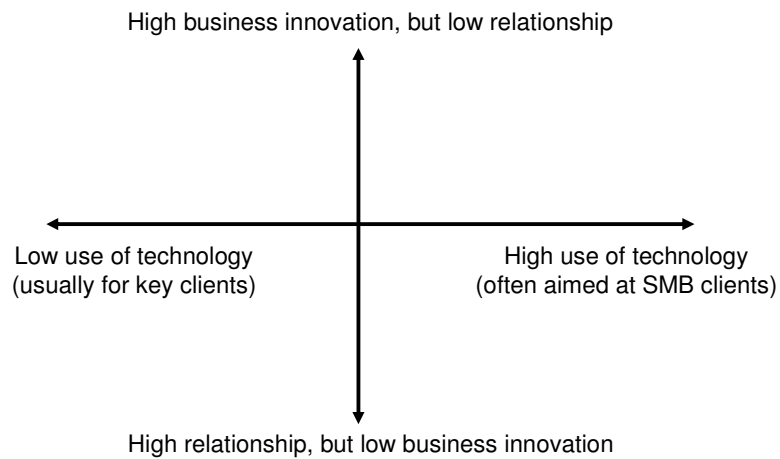 High business innovation, but low relationship
Low use of technology
(usually for key clients)
High use of technology
(often aimed at SMB clients)
High relationship, but low business innovation